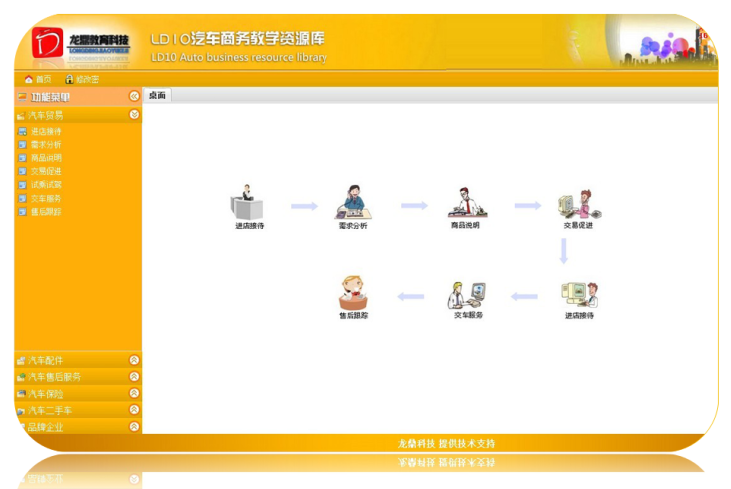 龙鼎教育科技
LD10汽车商务教学资源库
LD10 Auto business resource library
首页
修改密
功能菜单
桌面
汽车贸易
进店接待
需求分析
商品说明
交易促进
试乘试驾
交车服务
售后跟踪
进店接待
需求分析
商品说明
交易促进
售后跟踪
交车服务
进店接待
汽车配件
汽车售后服务
汽车保险
汽车二手车
品牌企业
龙鼎科技 提供技术支持